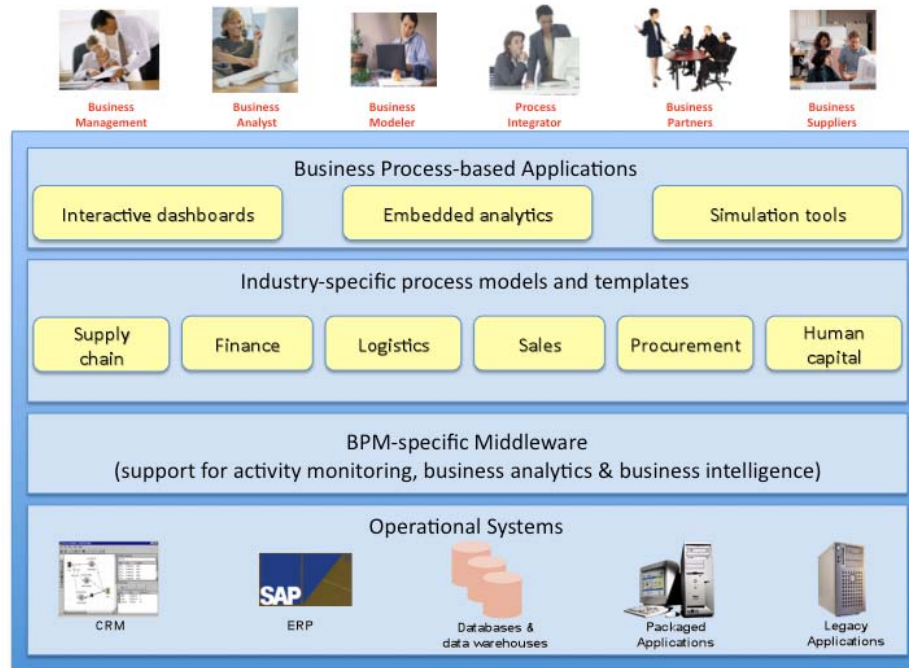 Business
Management
Business
Analyst
Business
Modeler
Process
Integrator
Business
Partners
Business
Suppliers
Business Process-based Applications
Interactive dashboards
Embedded analytics
Simulation tools
Industry-specific process models and templates
Supply
chain
Finance
Logistics
Sales
Procurement
Human
capital
BPM-specific Middleware
(support for activity monitoring, business analytics & business intelligence)
Operational Systems
SAP
CRM
ERP
Databases &
data warehouses
Packaged
Applications
Legacy
Applications